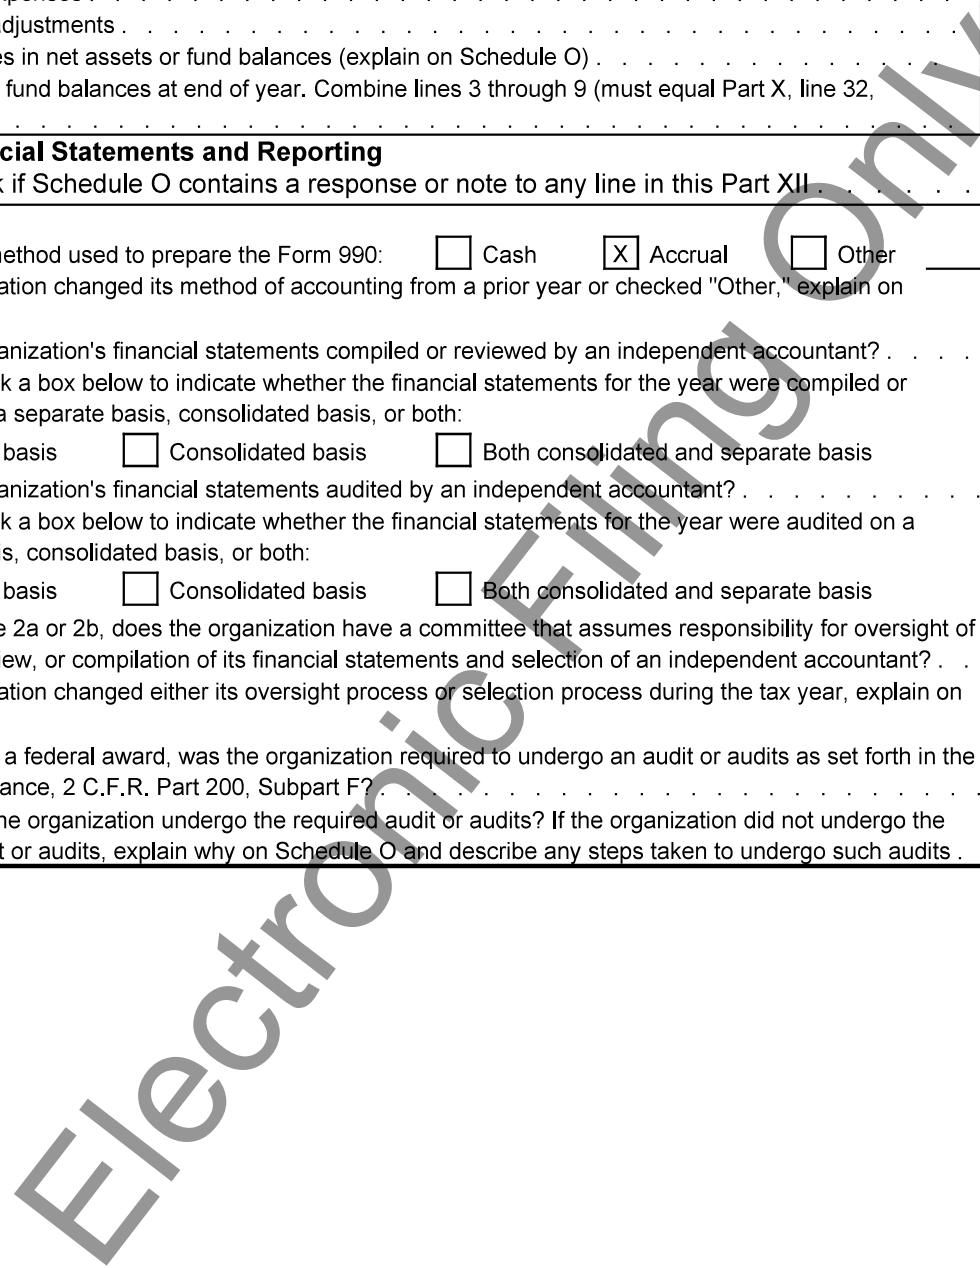 adjustments . . . . . . . . . . . . . . . . . . . . . . . . . . .
es in net assets or fund balances (explain on Schedule O) . . . . . . . . . . . .
fund balances at end of year. Combine lines 3 through 9 (must equal Part X, line 32,
. . . . . . . . . . . . . . . . . . . . . . . . . . . . . .
cial Statements and Reporting
k if Schedule O contains a response or note to any line in this Part XII . . . . . .
nethod used to prepare the Form 990: Cash X Accrual Other
ation changed its method of accounting from a prior year or checked "Other," explain on
anization's financial statements compiled or reviewed by an independent accountant? . . . .
k a box below to indicate whether the financial statements for the year were compiled or
a separate basis, consolidated basis, or both:
basis Consolidated basis Both consolidated and separate basis
anization's financial statements audited by an independent accountant? . . . . . . . . .
k a box below to indicate whether the financial statements for the year were audited on a
is, consolidated basis, or both:
basis Consolidated basis Both consolidated and separate basis
e 2a or 2b, does the organization have a committee that assumes responsibility for oversight of
iew, or compilation of its financial statements and selection of an independent accountant? . .
ation changed either its oversight process or selection process during the tax year, explain on
a federal award, was the organization required to undergo an audit or audits as set forth in the
ance, 2 C.F.R. Part 200, Subpart F? . . . . . . . . . . . . . . . . . . .
he organization undergo the required audit or audits? If the organization did not undergo the
t or audits, explain why on Schedule O and describe any steps taken to undergo such audits .
Electronic Filing Only